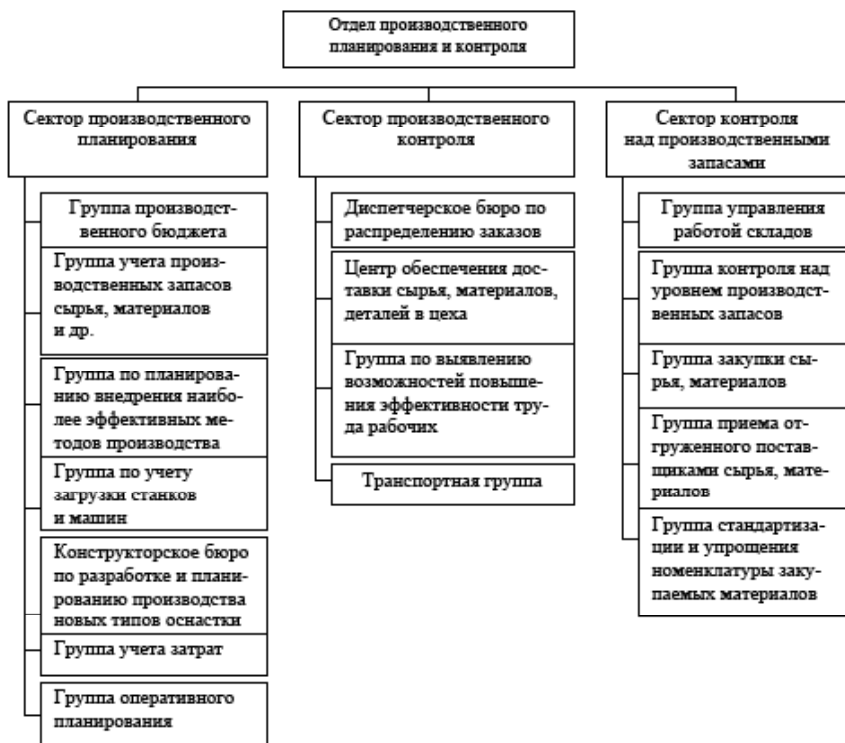 Отдел производственного
планирования и контроля
Сектор производственного
планирования
Группа производст-
венного бюджета
Группа учета произ-
водственных запасов
сырья, материалов
и др.
Группа по планирова-
нию внедрения наибо-
лее эффективных ме-
тодов производства
Группа по учету
загрузки станков
и машин
Конструкторское бюро
по разработке и плани-
рованию производства
новых типов оснастки
Группа учета затрат
Группа оперативного
планирования
Сектор производственного
контроля
Диспетчерское бюро по
распределению заказов
Центр обеспечения дос-
тавки сырья, материалов,
деталей в цеха
Группа по выявлению
возможностей повыше-
ния эффективности тру-
да рабочих
Транспортная группа
Сектор контроля
над производственными
запасами
Группа управления
работой складов
Группа контроля над
уровнем производст-
венных запасов
Группа закупки сы-
рья, материалов
Группа приема от-
груженного постав-
щиками сырья, мате-
риалов
Группа стандартиза-
ции и упрощения
номенклатуры заку-
паемых материалов